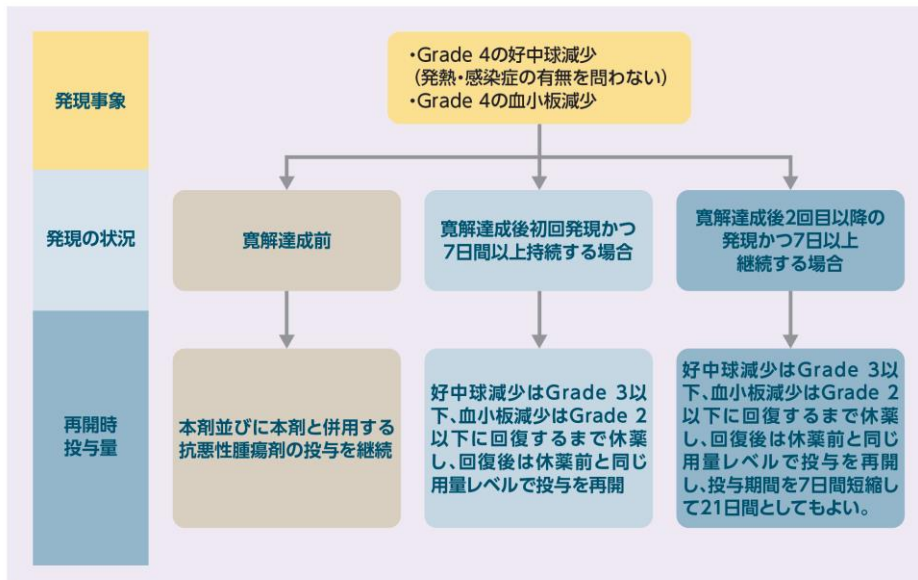 発現事象
・Grade 4の好中球減少
(発熱・感染症の有無を問わない)
・Grade 4の血小板減少
発現の状況
寛解達成前
寛解達成後初回発現かつ
7日間以上持続する場合
寛解達成後2回目以降の
発現かつ7日以上
継続する場合
再開時
投与量
本剤並びに本剤と併用する
抗悪性腫瘍剤の投与を継続
好中球減少はGrade 3以
下、血小板減少はGrade 2
以下に回復するまで休薬
し、回復後は休薬前と同じ
用量レベルで投与を再開
好中球減少はGrade 3以
下、血小板減少はGrade 2
以下に回復するまで休薬
し、回復後は休薬前と同じ
用量レベルで投与を再開
し、投与期間を7日間短縮し
て21日間としてもよい。